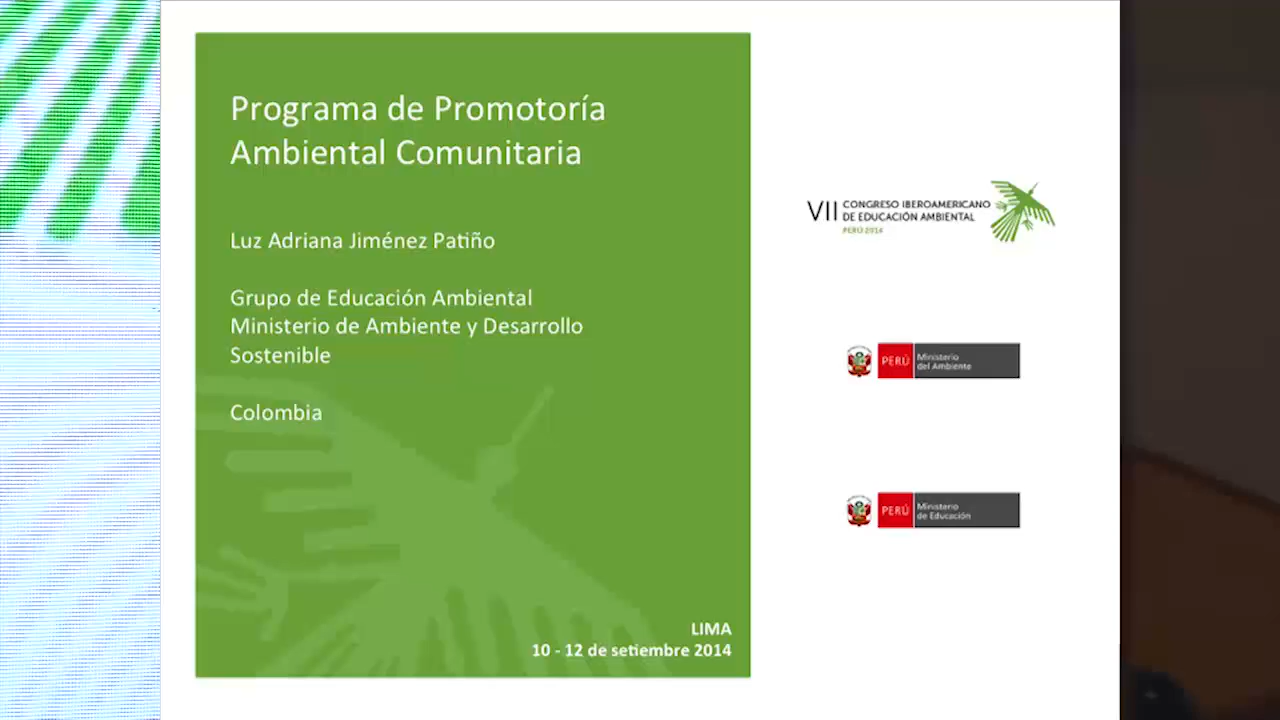 Programa de Promotoría
Ambiental Comunitaria
Luz Adriana Jiménez Patiño
Grupo de Educación Ambiental
Ministerio de Ambiente y Desarrollo
Sostenible
Colombia
LIMA
- 12 de setiembre 2014
VII CONGRESO IBEROAMERICANO
DE EDUCACIÓN AMBIENTAL
PERÚ 2014
PERÚ Ministerio
del Ambiente
PERÚ Ministerio
de Educación